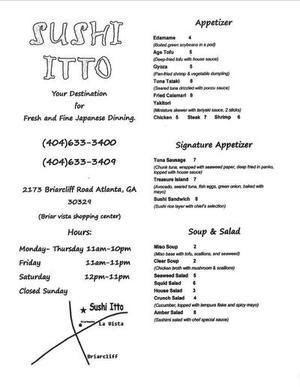 SUSHI
ITTO
Your Destination
for
Fresh and Fine Japanese Dinning.
(404)633-3400
(404)633-3409
2173 Briarcliff Road Atlanta, GA
30329
(Briar vista shopping center)
Hours:
Monday- Thursday 11am-10pm
Friday 11am-11pm
Saturday 12pm-11pm
Closed Sunday
Sushi Itto
La Vista
Briarcliff
Appetizer
Edamame 4
(Boiled green soybeans in a pod)
Age Tofu 5
(Deep-fried tofu with house sauce)
Gyoza 5
(Pan-fried shrimp & vegetable dumpling)
Tuna Tataki 8
(Seared tuna drizzled with ponzu sauce)
Fried Calamari 9
Yakitori
(Miniature skewer with teriyaki sauce, 2 sticks)
Chicken 5 Steak 7 Shrimp 6
Signature Appetizer
Tuna Sausage 7
(Chunk tuna, wrapped with seaweed paper, deep fried in panko,
topped with house sauce)
Treasure Island 7
(Avocado, seared tuna, fish eggs, green onion, baked with
mayo)
Sushi Sandwich 8
(Sushi rice layer with chef's selection)
Soup & Salad
Miso Soup 2
(Miso base with tofu, scallions, and seaweed)
Clear Soup 2
(Chicken broth with mushroom & scallions)
Seaweed Salad 5
Squid Salad 6
House Salad 3
Crunch Salad 4
(Cucumber, topped with tempura flake and spicy mayo)
Amber Salad 8
(Sashimi salad with chef special sauce)